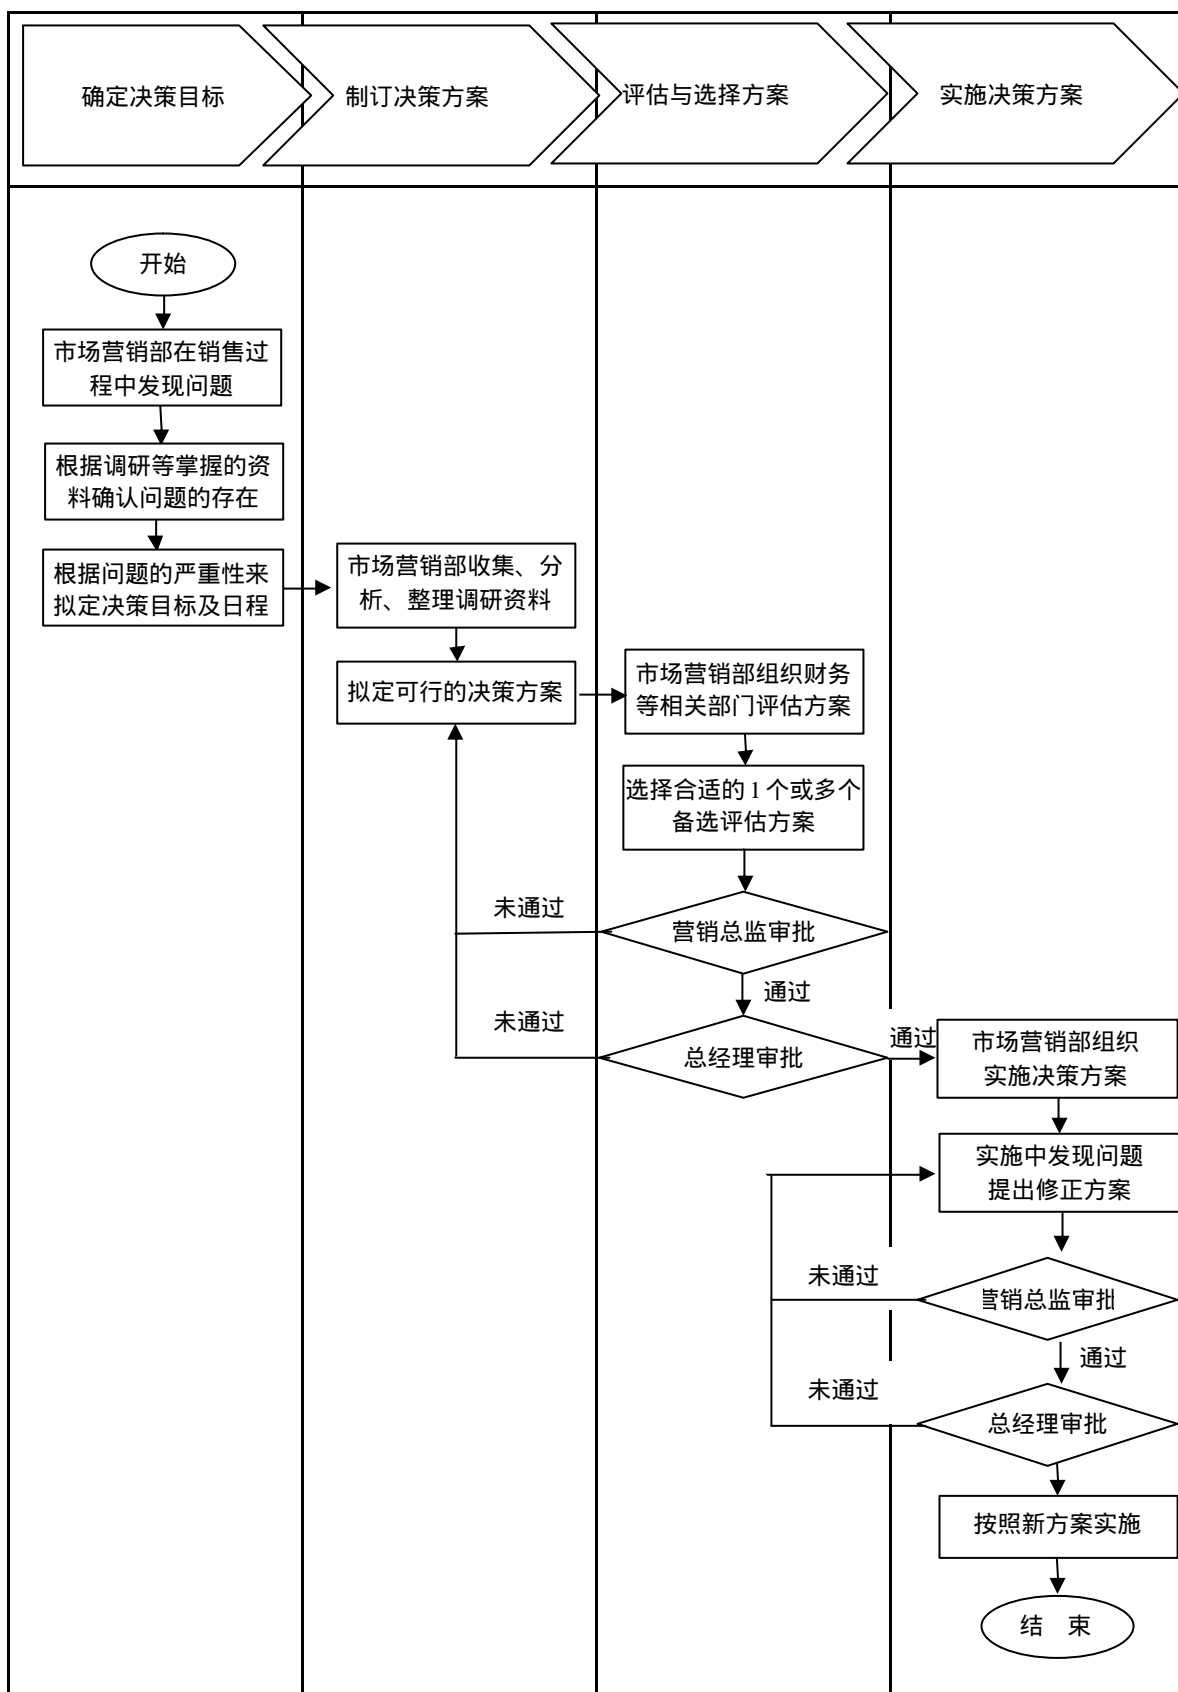 确定决策目标
制订决策方案
评估与选择方案
实施决策方案
开始
市场营销部在销售过
程中发现问题
根据调研等掌握的资
料确认问题的存在
根据问题的严重性来
拟定决策目标及日程
市场营销部收集、分
析、整理调研资料
拟定可行的决策方案
市场营销部组织财务
等相关部门评估方案
选择合适的1个或多个
备选评估方案
未通过
营销总监审批
通过
未通过
总经理审批
通过
市场营销部组织
实施决策方案
实施中发现问题
提出修正方案
未通过
营销总监审批
通过
未通过
总经理审批
按照新方案实施
结 束